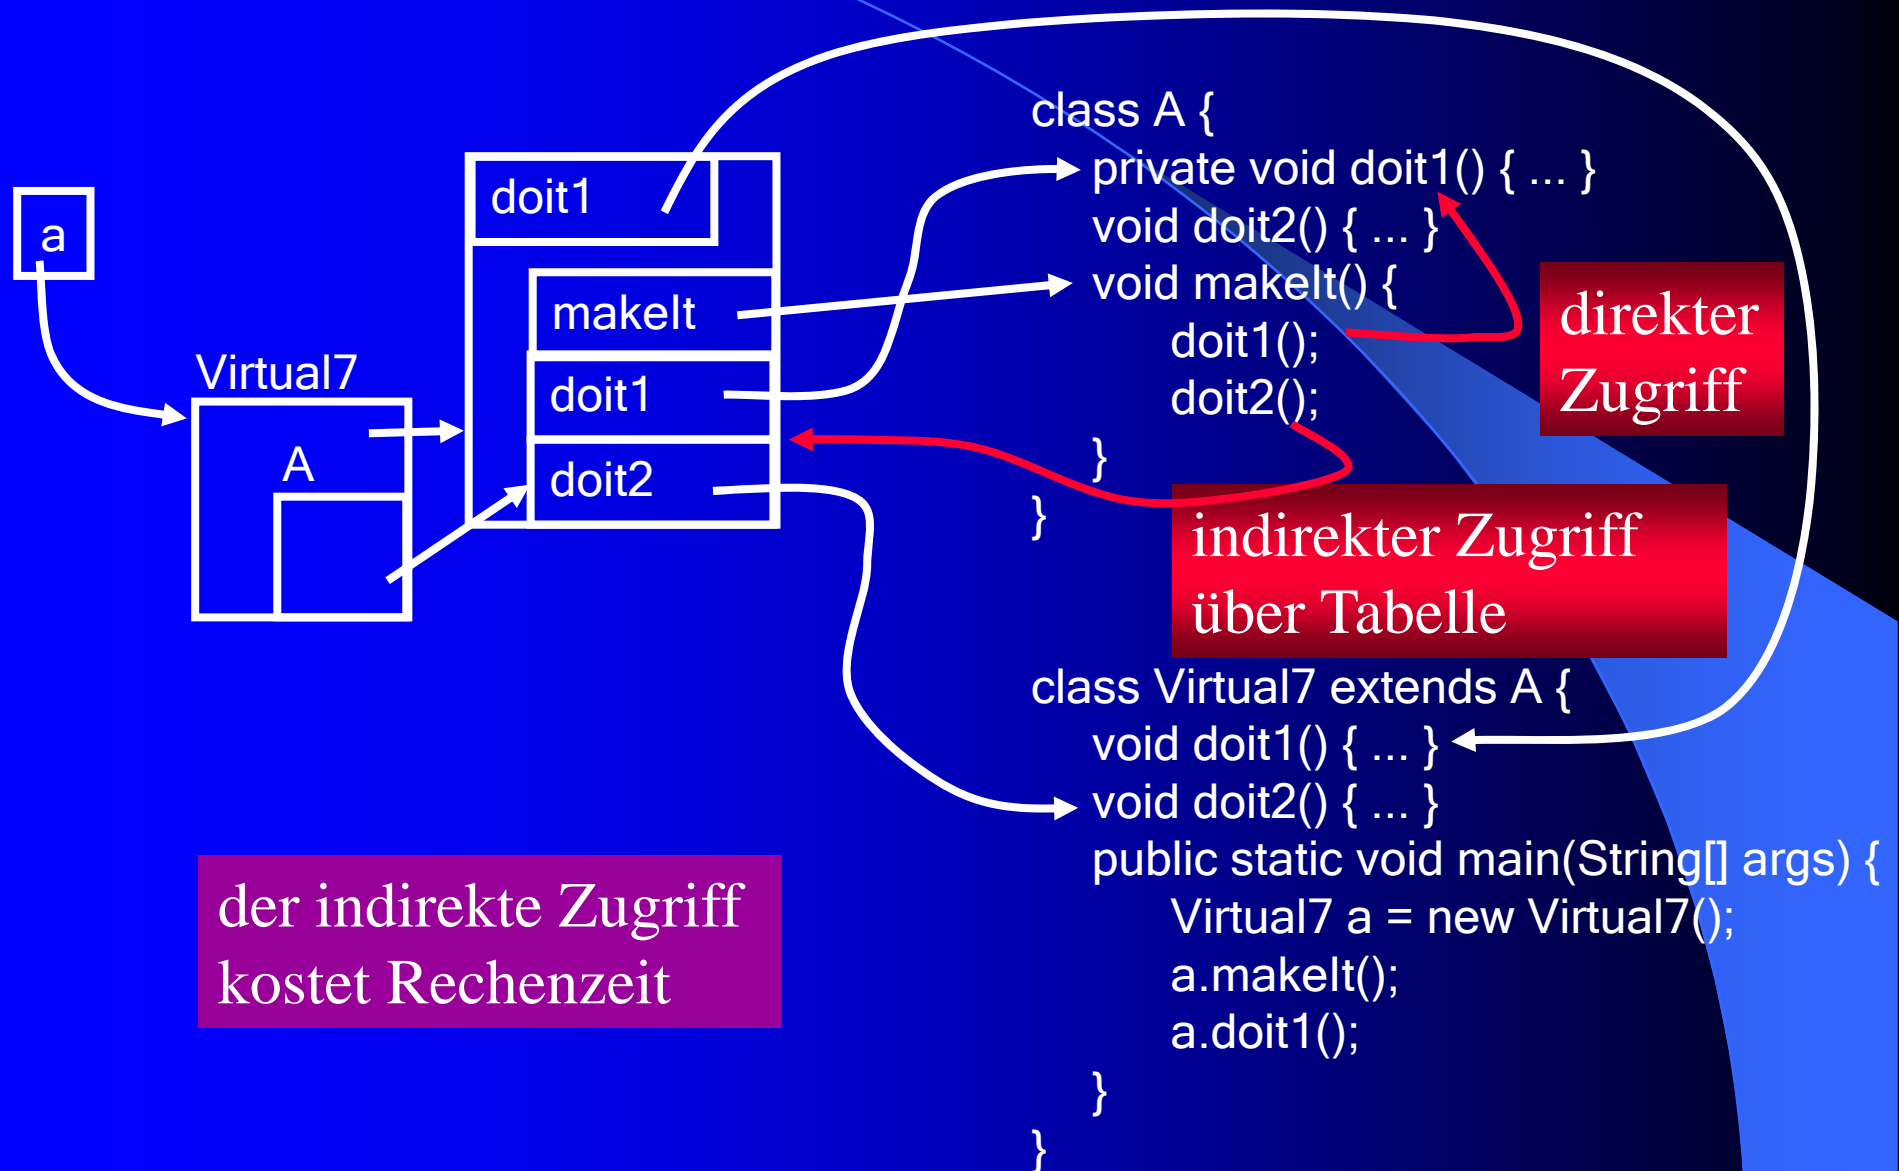 a
Virtual7
A
doit1
makeIt
doit1
doit2
class A {
private void doit1() { ... }
void doit2() { ... }
void makeIt() {
doit1();
doit2();
}
}
direkter
Zugriff
indirekter Zugriff
über Tabelle
class Virtual7 extends A {
void doit1() { ... }
void doit2() { ... }
public static void main(String[] args) {
Virtual7 a = new Virtual7();
a.makeIt();
a.doit1();
}
}
der indirekte Zugriff
kostet Rechenzeit